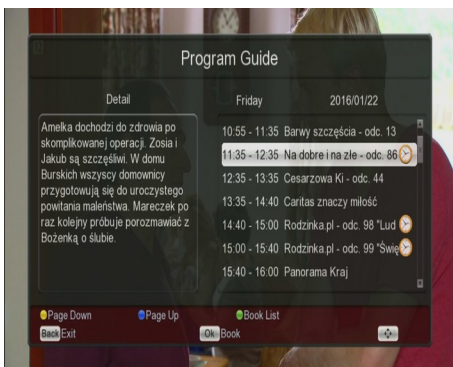 Program Guide
Detail
Friday 2016/01/22
Amelka dochodzi do zdrowia po
skomplikowanej operacji. Zosia i
Jakub są szczęśliwi. W domu
Burskich wszyscy domownicy
przygotowują się do uroczystego
powitania maleństwa. Mareczek po
raz kolejny próbuje porozmawiać z
Bożenką o ślubie.
10:55 - 11:35 Barwy szczęścia - odc. 13
11:35 - 12:35 Na dobre i na złe - odc. 86
12:35 - 13:35 Cesarzowa Ki - odc. 44
13:35 - 14:40 Caritas znaczy miłość
14:40 - 15:00 Rodzinka.pl - odc. 98 "Lud
15:00 - 15:40 Rodzinka.pl - odc. 99 "Świę
15:40 - 16:00 Panorama Kraj
Page Down Page Up Book List
Back Exit Ok Book